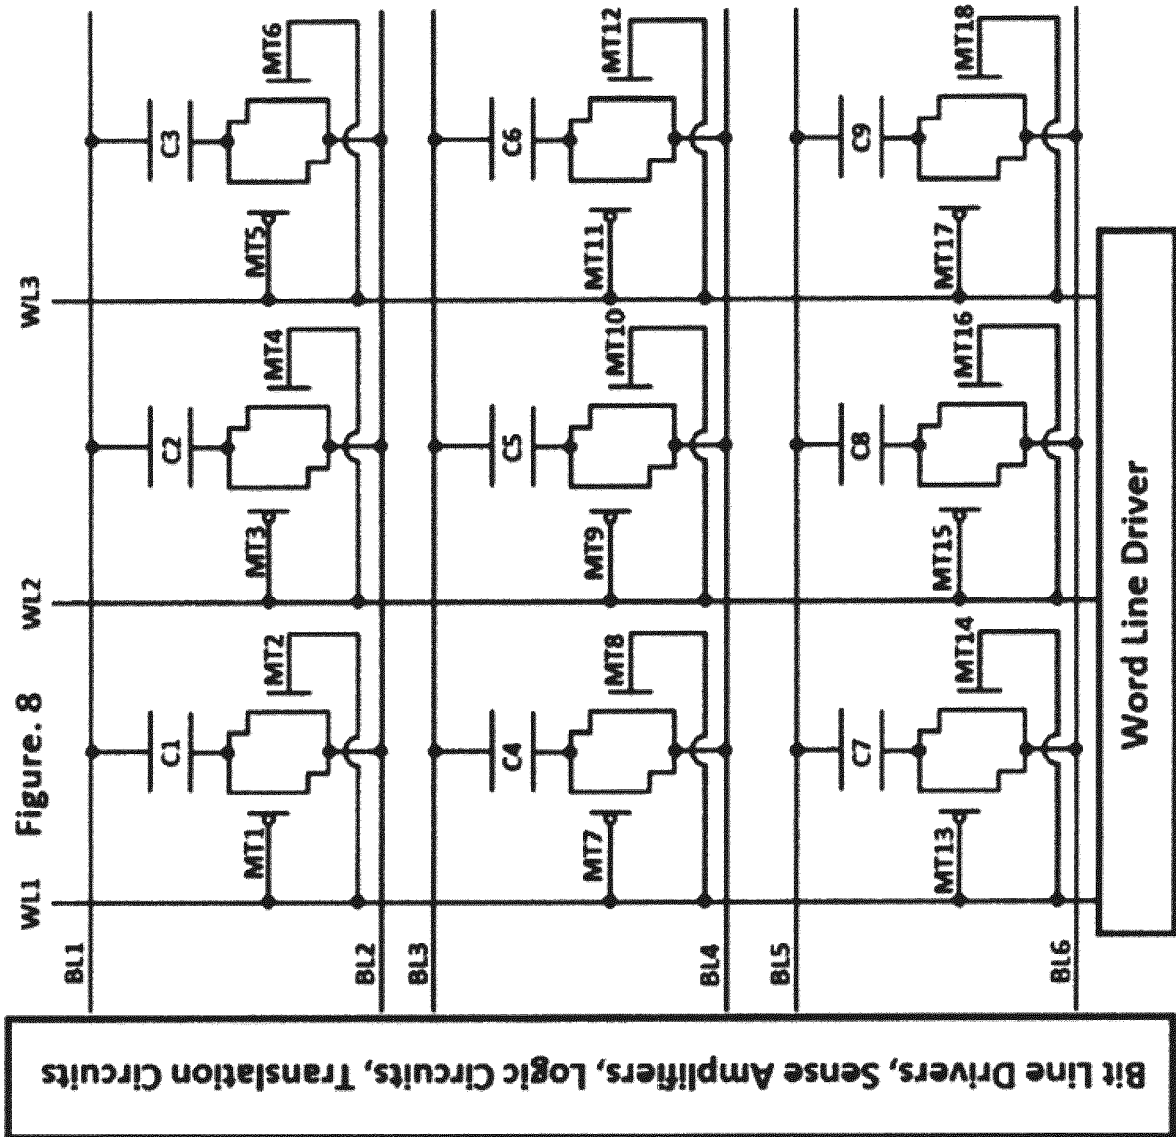 WL1
Figure. 8
WL2
WL3
BL1
C1
C2
C3
MT1
MT2
MT3
MT4
MT5
MT6
BL2
BL3
C4
C5
C6
MT7
MT8
MT9
MT10
MT11
MT12
BL4
BL5
C7
C8
C9
MT13
MT14
MT15
MT16
MT17
MT18
BL6
Word Line Driver
Bit Line Drivers, Sense Amplifiers, Logic Circuits, Translation Circuits